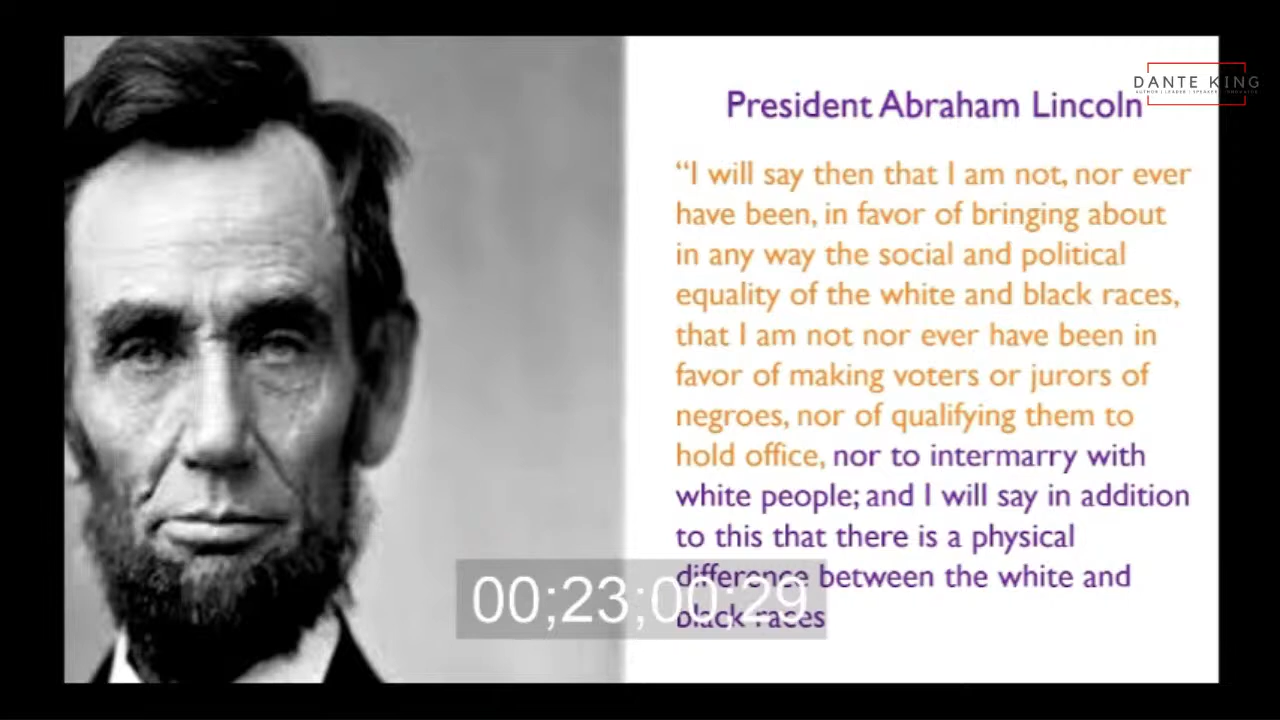 DANTE KING
President Abraham Lincoln
“I will say then that I am not, nor ever
have been, in favor of bringing about
in any way the social and political
equality of the white and black races,
that I am not nor ever have been in
favor of making voters or jurors of
negroes, nor of qualifying them to
hold office, nor to intermarry with
white people; and I will say in addition
to this that there is a physical
difference between the white and
black races
00;23;00;29